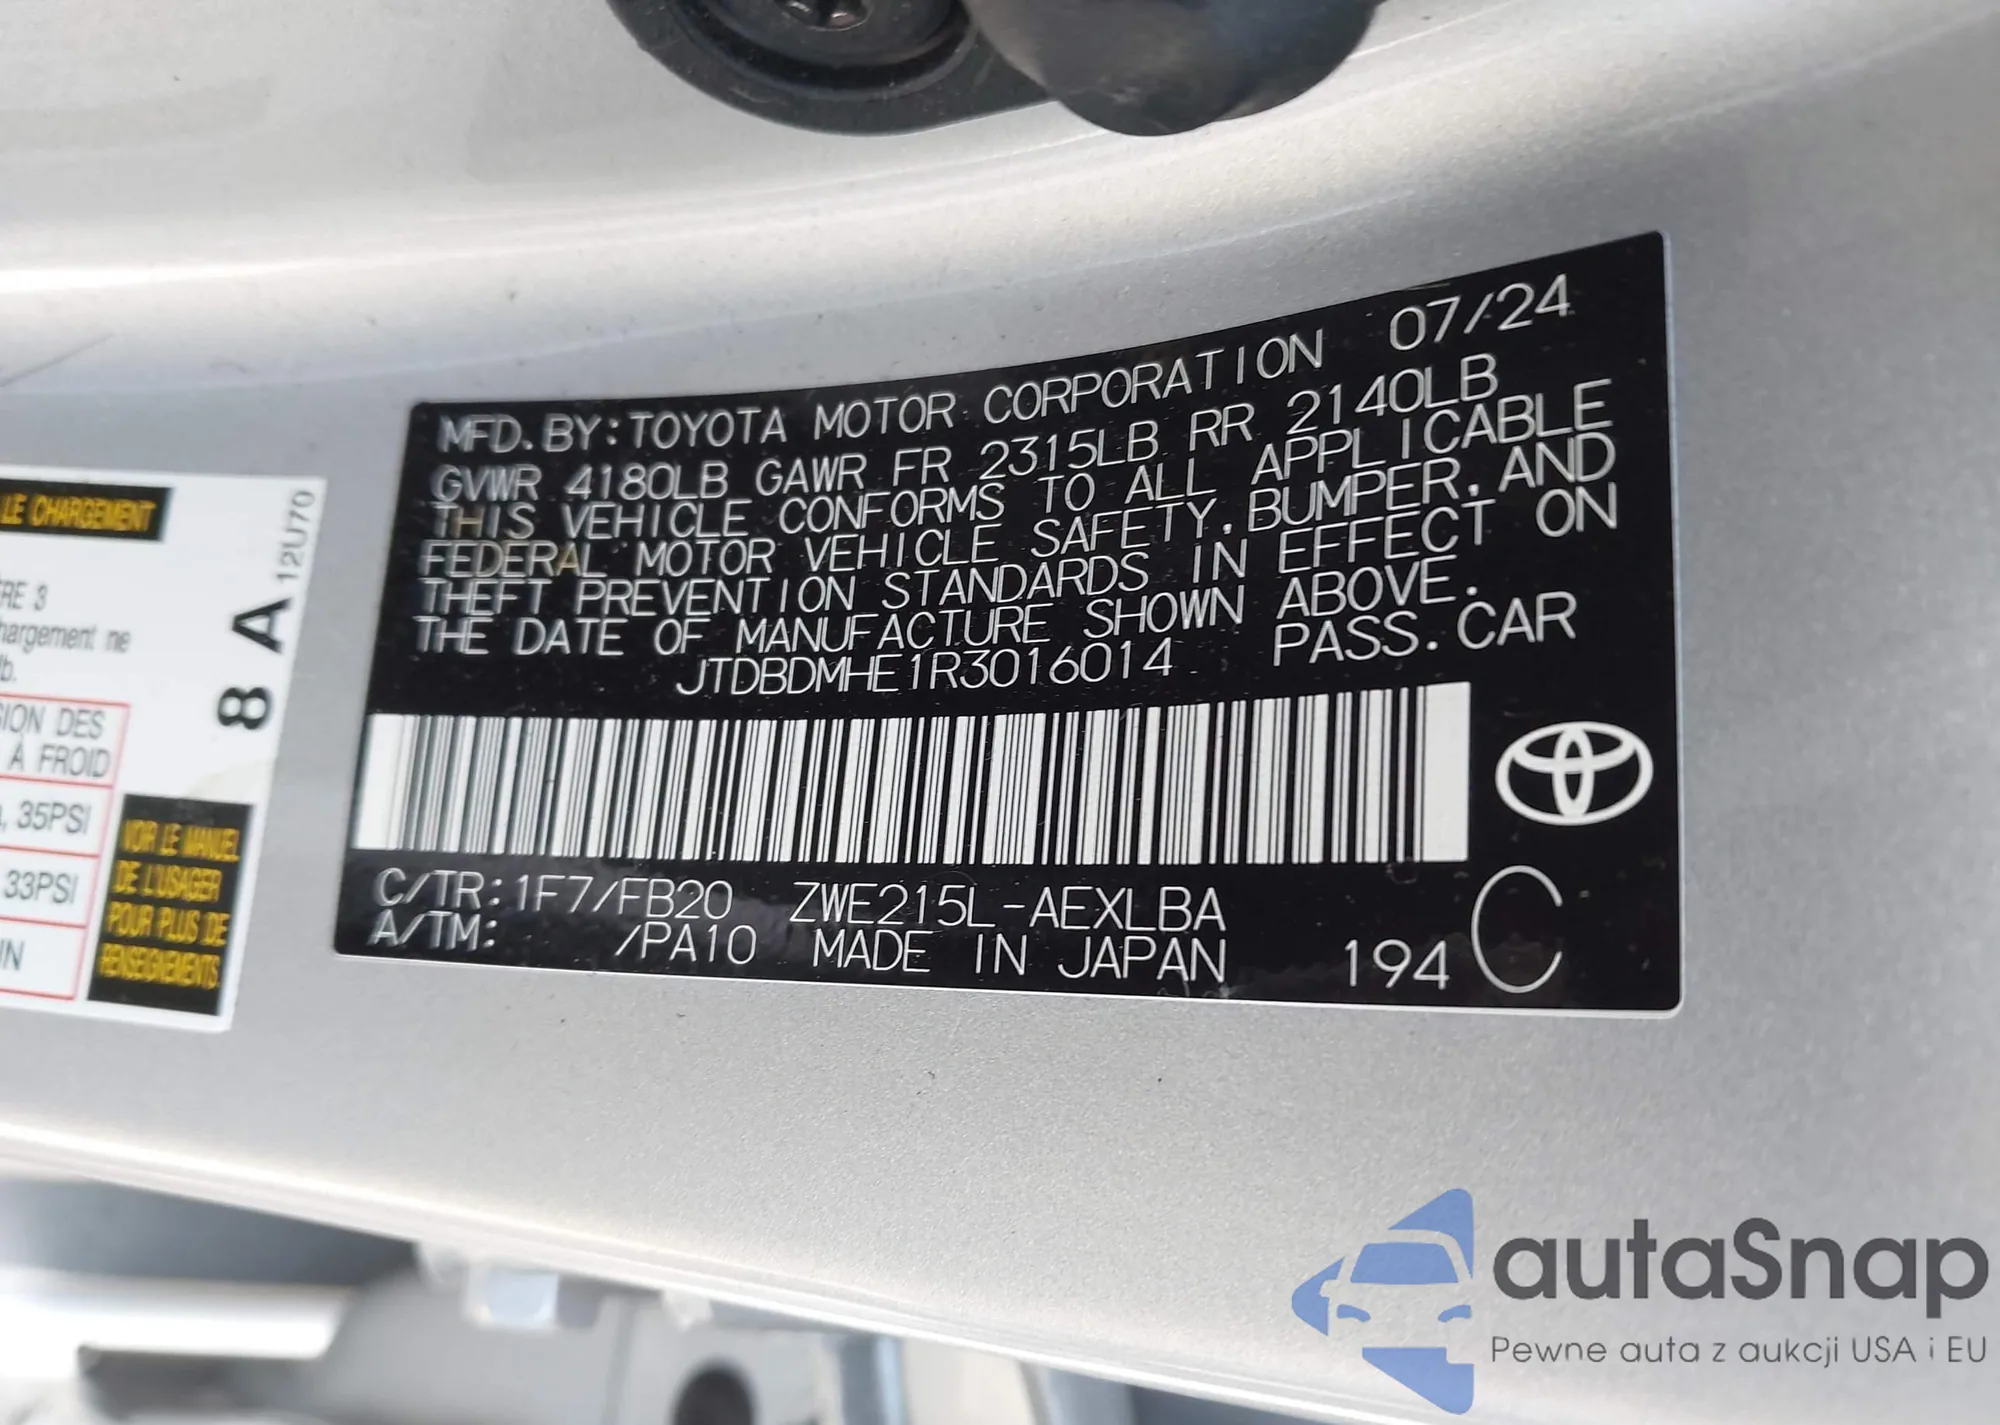 MFD.BY:TOYOTA MOTOR CORPORATION 07/24
GVWR 4180LB GAWR FR 2315LB RR 2140LB
THIS VEHICLE CONFORMS TO ALL APPLICABLE
FEDERAL MOTOR VEHICLE SAFETY, BUMPER, AND
THEFT PREVENTION STANDARDS IN EFFECT ON
THE DATE OF MANUFACTURE SHOWN ABOVE.
JTDBDMHE1R3016014 PASS.CAR
C/TR:1F7/FB20 ZWE215L-AEXLBA
A/TM: /PA10 MADE IN JAPAN 194 C
LE CHARGEMENT
12U70
8 A
3
ne
lb.
DES
À FROID
35PSI
33PSI
VOIR LE MANUEL
DE L'USAGER
POUR PLUS DE
RENSEIGNEMENTS
autaSnap
Pewne auta z aukcji USA i EU